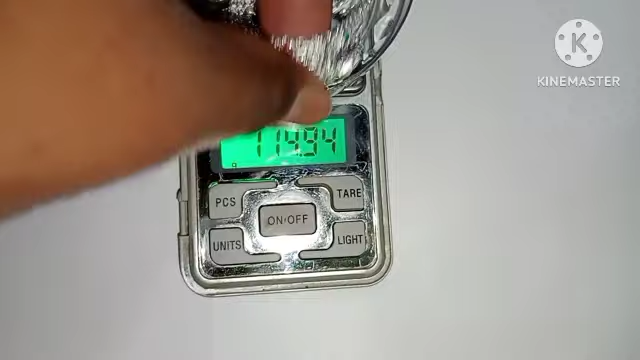 K
KINEMASTER
114.94
g
PCS
TARE
ON/OFF
UNITS
LIGHT